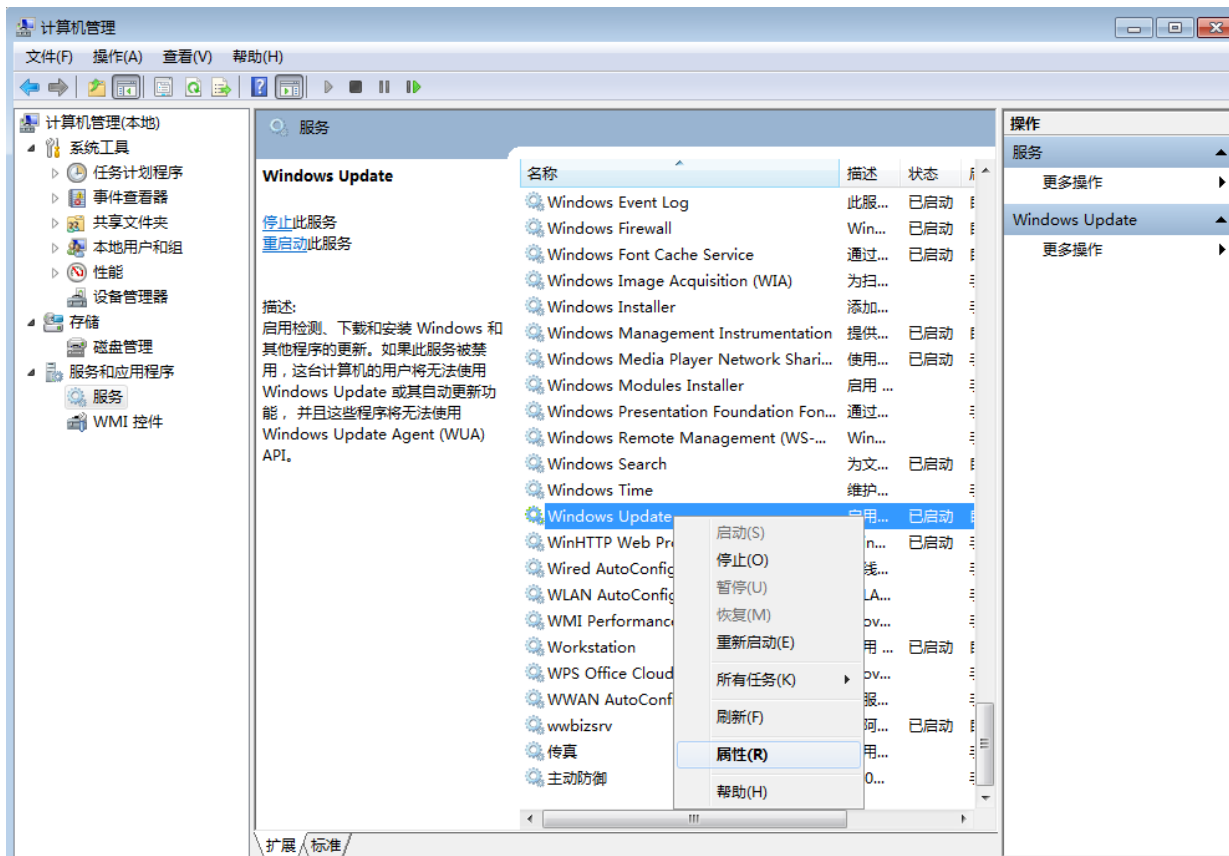 计算机管理
文件(F) 操作(A) 查看(V) 帮助(H)
计算机管理(本地)
系统工具
任务计划程序
事件查看器
共享文件夹
本地用户和组
性能
设备管理器
存储
磁盘管理
服务和应用程序
服务
WMI 控件
服务
Windows Update
停止此服务
重启动此服务
描述:
启用检测、下载和安装 Windows 和
其他程序的更新。如果此服务被禁
用，这台计算机的用户将无法使用
Windows Update 或其自动更新功
能， 并且这些程序将无法使用
Windows Update Agent (WUA)
API。
名称 描述 状态
Windows Event Log 此服... 已启动
Windows Firewall Win... 已启动
Windows Font Cache Service 通过... 已启动
Windows Image Acquisition (WIA) 为扫...
Windows Installer 添加...
Windows Management Instrumentation 提供... 已启动
Windows Media Player Network Shari... 使用... 已启动
Windows Modules Installer 启用 ...
Windows Presentation Foundation Fon... 通过...
Windows Remote Management (WS-... Win...
Windows Search 为文... 已启动
Windows Time 维护...
Windows Update 启用... 已启动
WinHTTP Web Pr 已启动
Wired AutoConfig
WLAN AutoConfig
WMI Performance
Workstation 用 ... 已启动
WPS Office Cloud
WWAN AutoConf
wwbizsrv 已启动
传真 用...
主动防御
启动(S)
停止(O)
暂停(U)
恢复(M)
重新启动(E)
所有任务(K)
刷新(F)
属性(R)
帮助(H)
扩展 标准
操作
服务
更多操作
Windows Update
更多操作